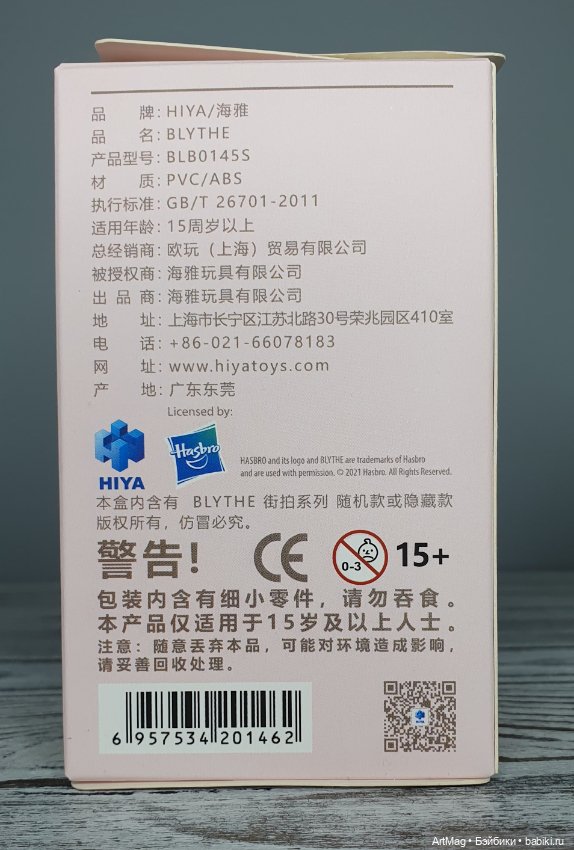 品 牌：HIYA/海雅
品 名：BLYTHE
产品型号：BLB0145S
材 质：PVC/ABS
执行标准：GB/T 26701-2011
适用年龄：15周岁以上
总经销商：欧玩（上海）贸易有限公司
被授权商：海雅玩具有限公司
出 品 商：海雅玩具有限公司
地 址：上海市长宁区江苏北路30号荣兆园区410室
电 话：+86-021-66078183
网 址：www.hiyatoys.com
产 地：广东东莞
Licensed by:
HIYA
Hasbro
HASBRO and its logo and BLYTHE are trademarks of Hasbro
and are used with permission. © 2021 Hasbro. All Rights Reserved.
本盒内含有 BLYTHE 街拍系列 随机款或隐藏款
版权所有，仿冒必究。
警告！ CE 0-3 15+
包装内含有细小零件，请勿吞食。
本产品仅适用于15岁及以上人士。
注意：随意丢弃本品，可能对环境造成影响，
请妥善回收处理。
6 957534 201462
HIYA
ArtMag • Бэйбики • babiki.ru